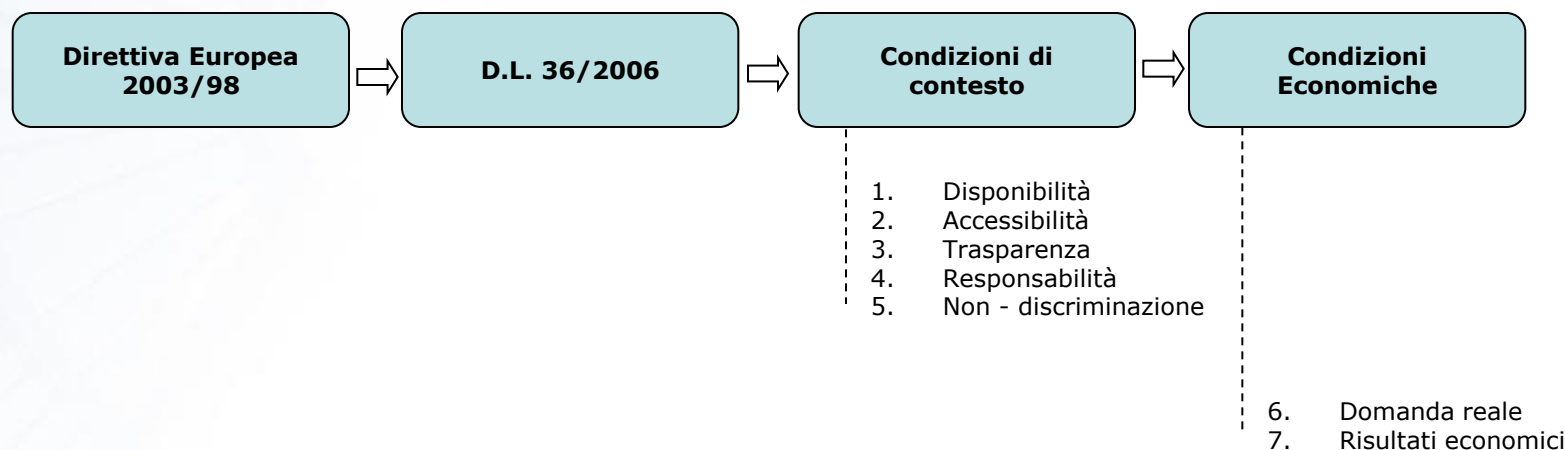 Direttiva Europea
2003/98
D.L. 36/2006
Condizioni di
contesto
Condizioni
Economiche
1. Disponibilità
2. Accessibilità
3. Trasparenza
4. Responsabilità
5. Non - discriminazione
6. Domanda reale
7. Risultati economici